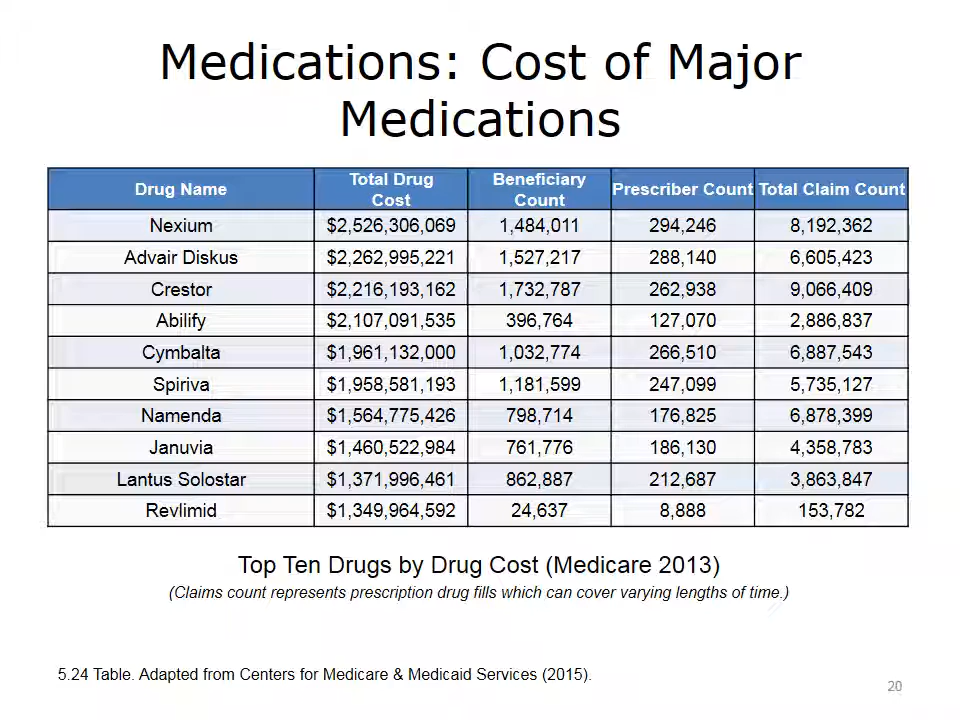 Medications: Cost of Major
Medications
Drug Name Total Drug Cost Beneficiary Count Prescriber Count Total Claim Count
Nexium $2,526,306,069 1,484,011 294,246 8,192,362
Advair Diskus $2,262,995,221 1,527,217 288,140 6,605,423
Crestor $2,216,193,162 1,732,787 262,938 9,066,409
Abilify $2,107,091,535 396,764 127,070 2,886,837
Cymbalta $1,961,132,000 1,032,774 266,510 6,887,543
Spiriva $1,958,581,193 1,181,599 247,099 5,735,127
Namenda $1,564,775,426 798,714 176,825 6,878,399
Januvia $1,460,522,984 761,776 186,130 4,358,783
Lantus Solostar $1,371,996,461 862,887 212,687 3,863,847
Revlimid $1,349,964,592 24,637 8,888 153,782
Top Ten Drugs by Drug Cost (Medicare 2013)
(Claims count represents prescription drug fills which can cover varying lengths of time.)
5.24 Table. Adapted from Centers for Medicare & Medicaid Services (2015).
20